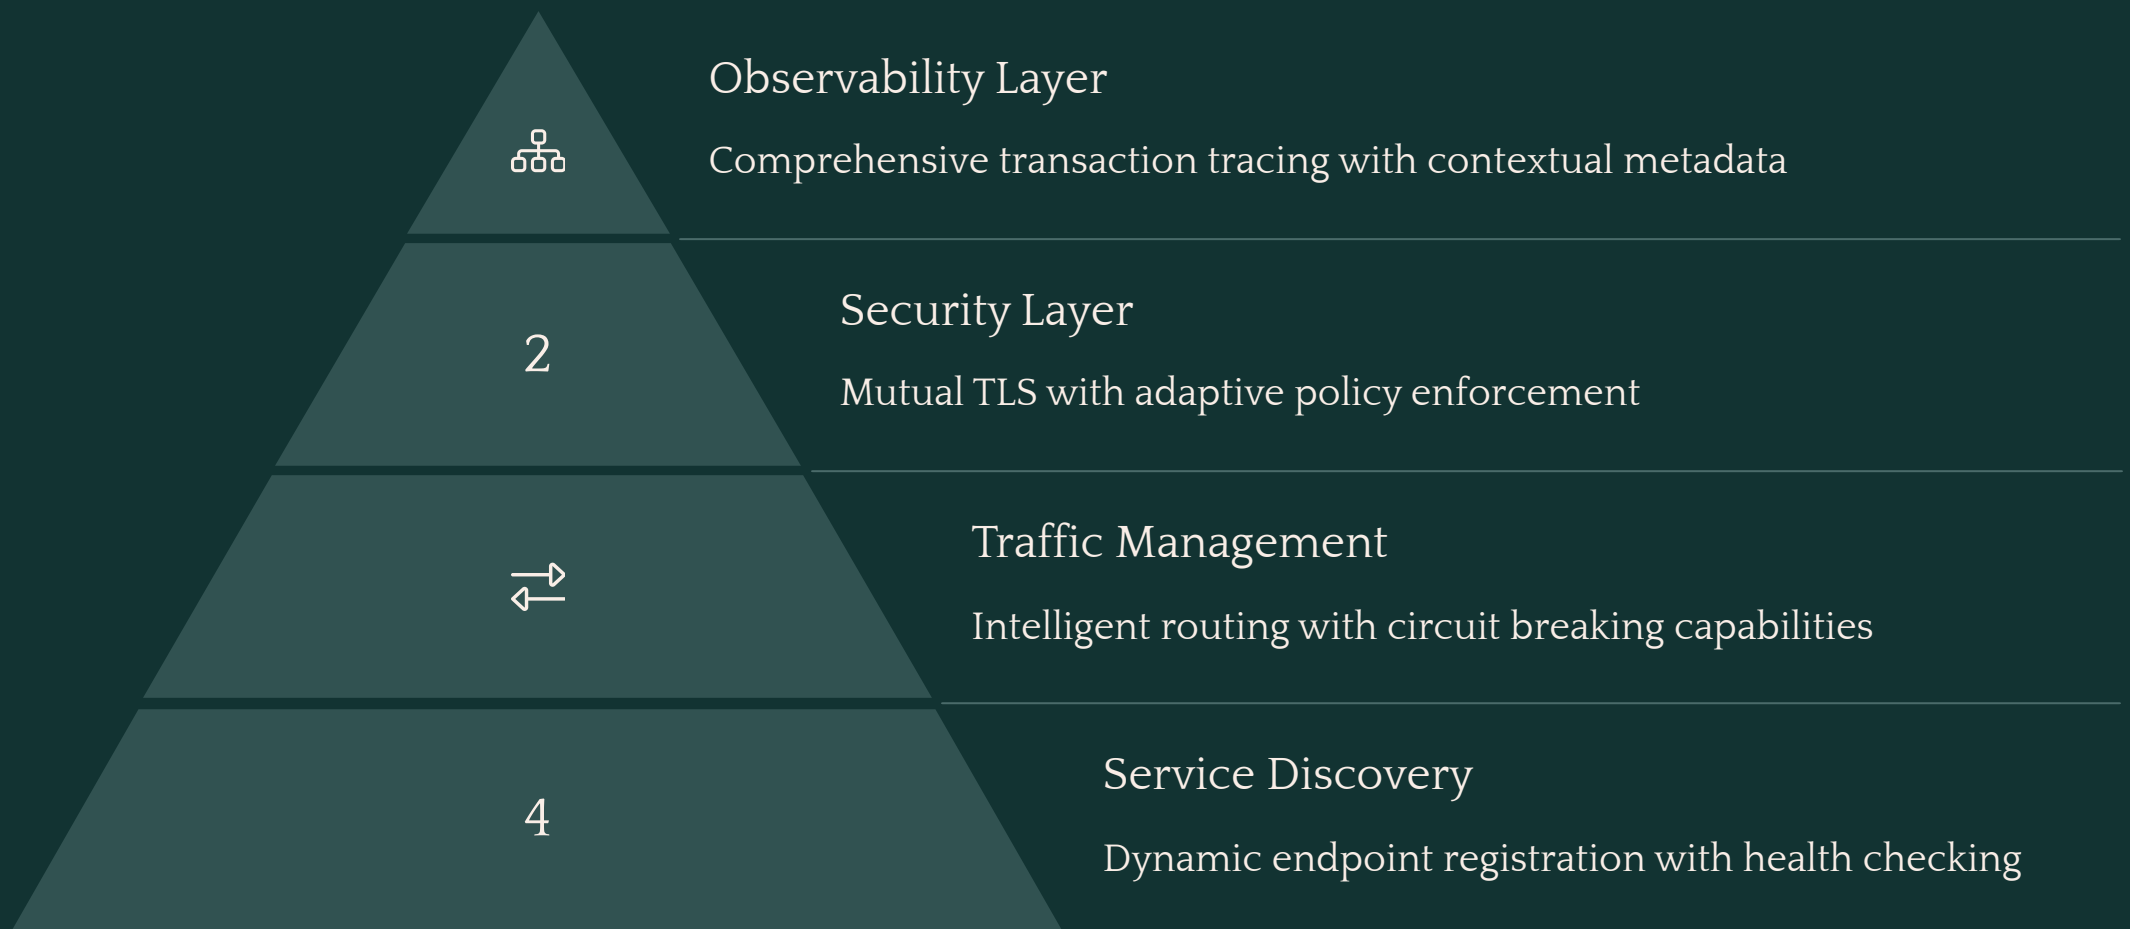 Observability Layer
Comprehensive transaction tracing with contextual metadata
2
Security Layer
Mutual TLS with adaptive policy enforcement
Traffic Management
Intelligent routing with circuit breaking capabilities
4
Service Discovery
Dynamic endpoint registration with health checking